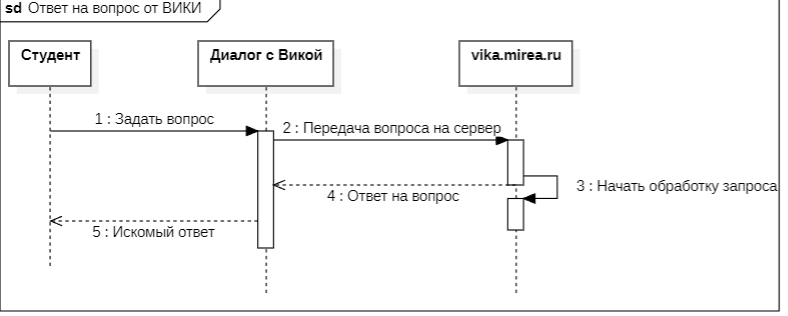 sd Ответ на вопрос от ВИКИ
Студент
Диалог с Викой
vika.mirea.ru
1 : Задать вопрос
2 : Передача вопроса на сервер
3 : Начать обработку запроса
4 : Ответ на вопрос
5 : Искомый ответ